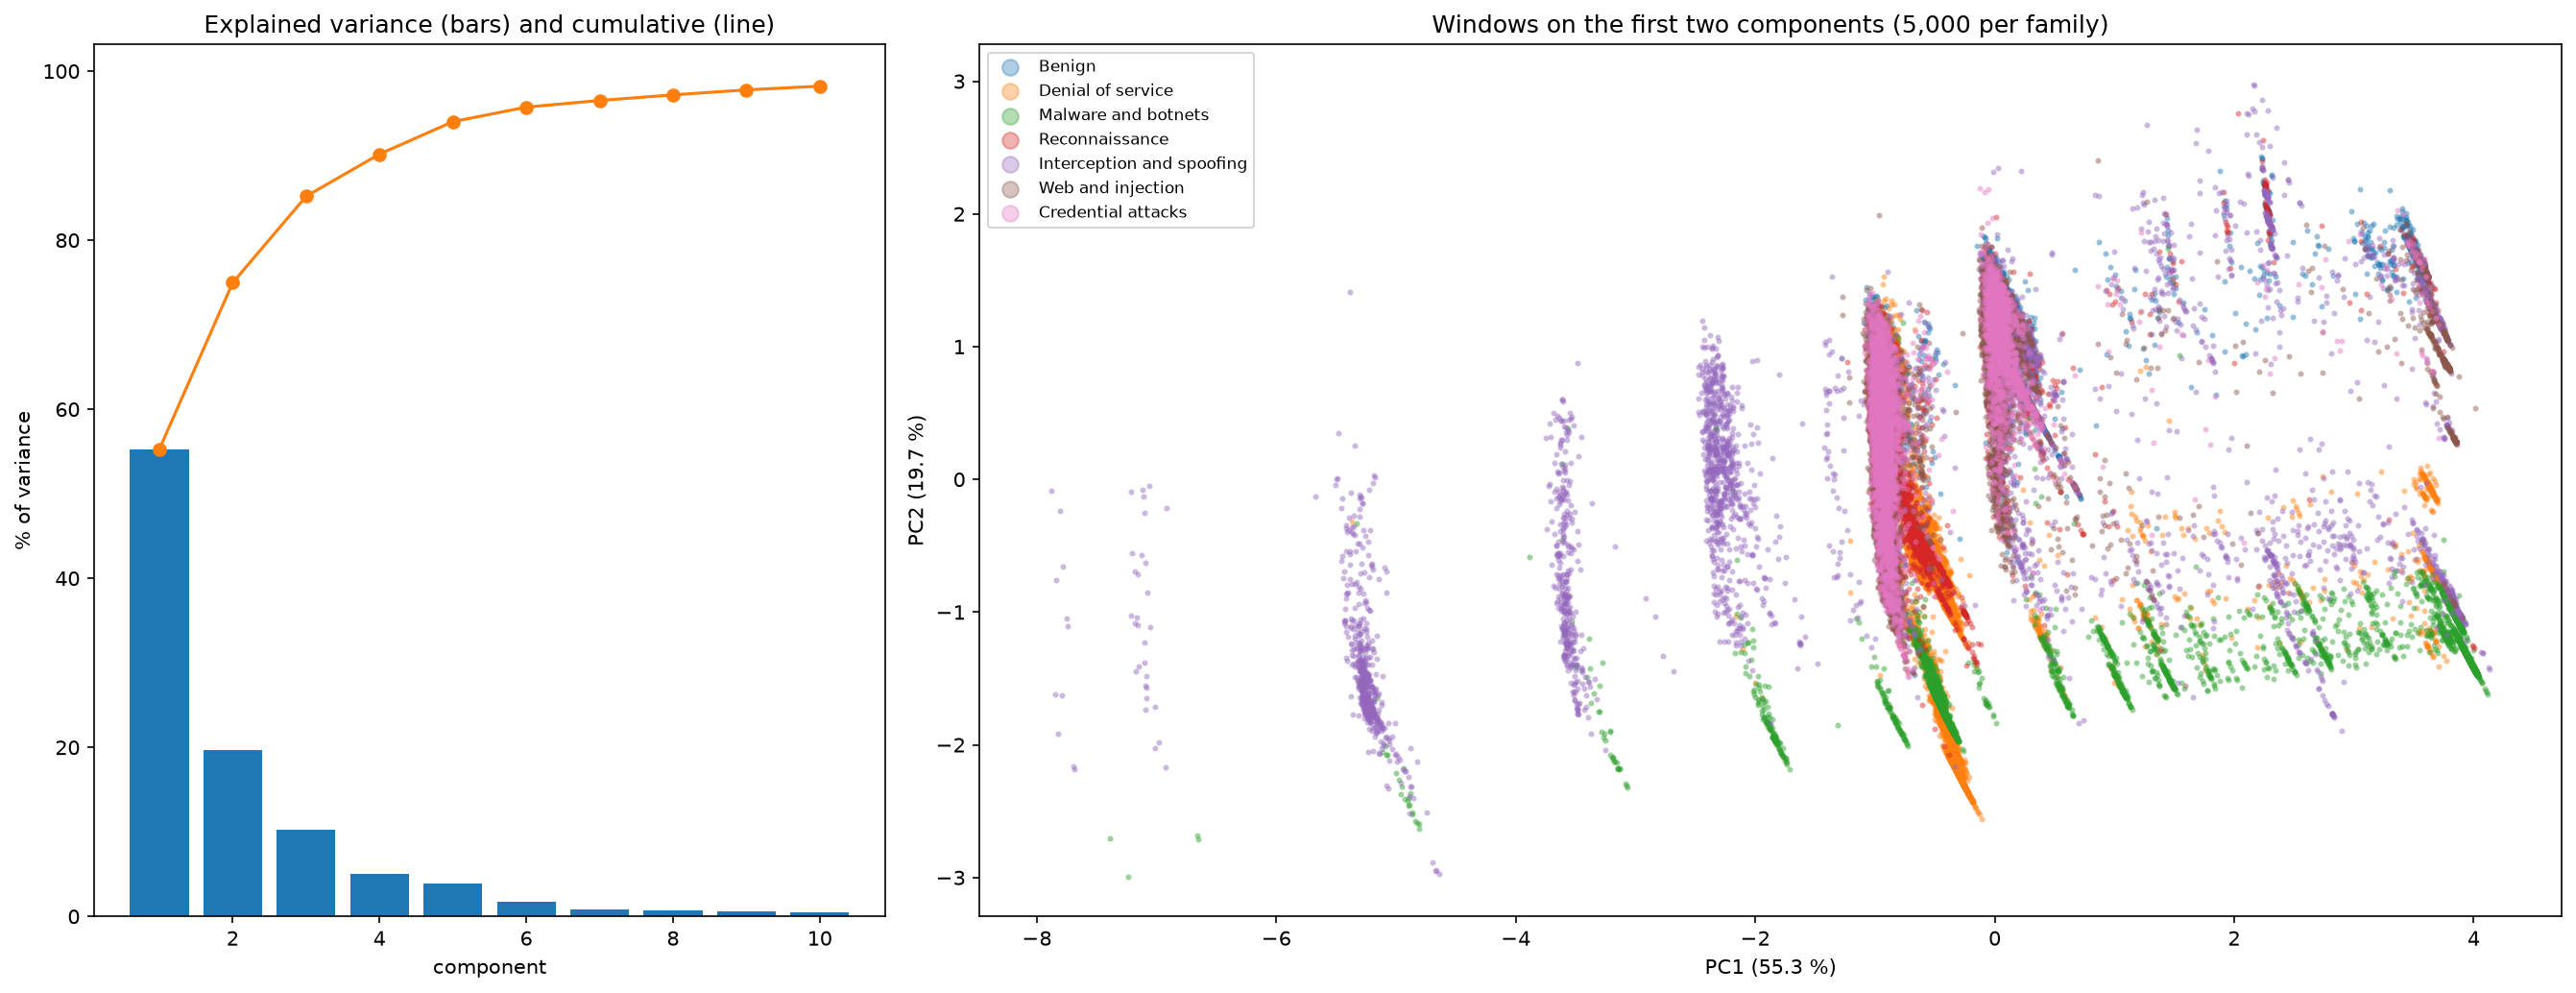 Explained variance (bars) and cumulative (line)
% of variance
100
80
60
40
20
0
2
4
6
8
10
component
Windows on the first two components (5,000 per family)
Benign
Denial of service
Malware and botnets
Reconnaissance
Interception and spoofing
Web and injection
Credential attacks
PC2 (19.7 %)
3
2
1
0
−1
−2
−3
−8
−6
−4
−2
0
2
4
PC1 (55.3 %)